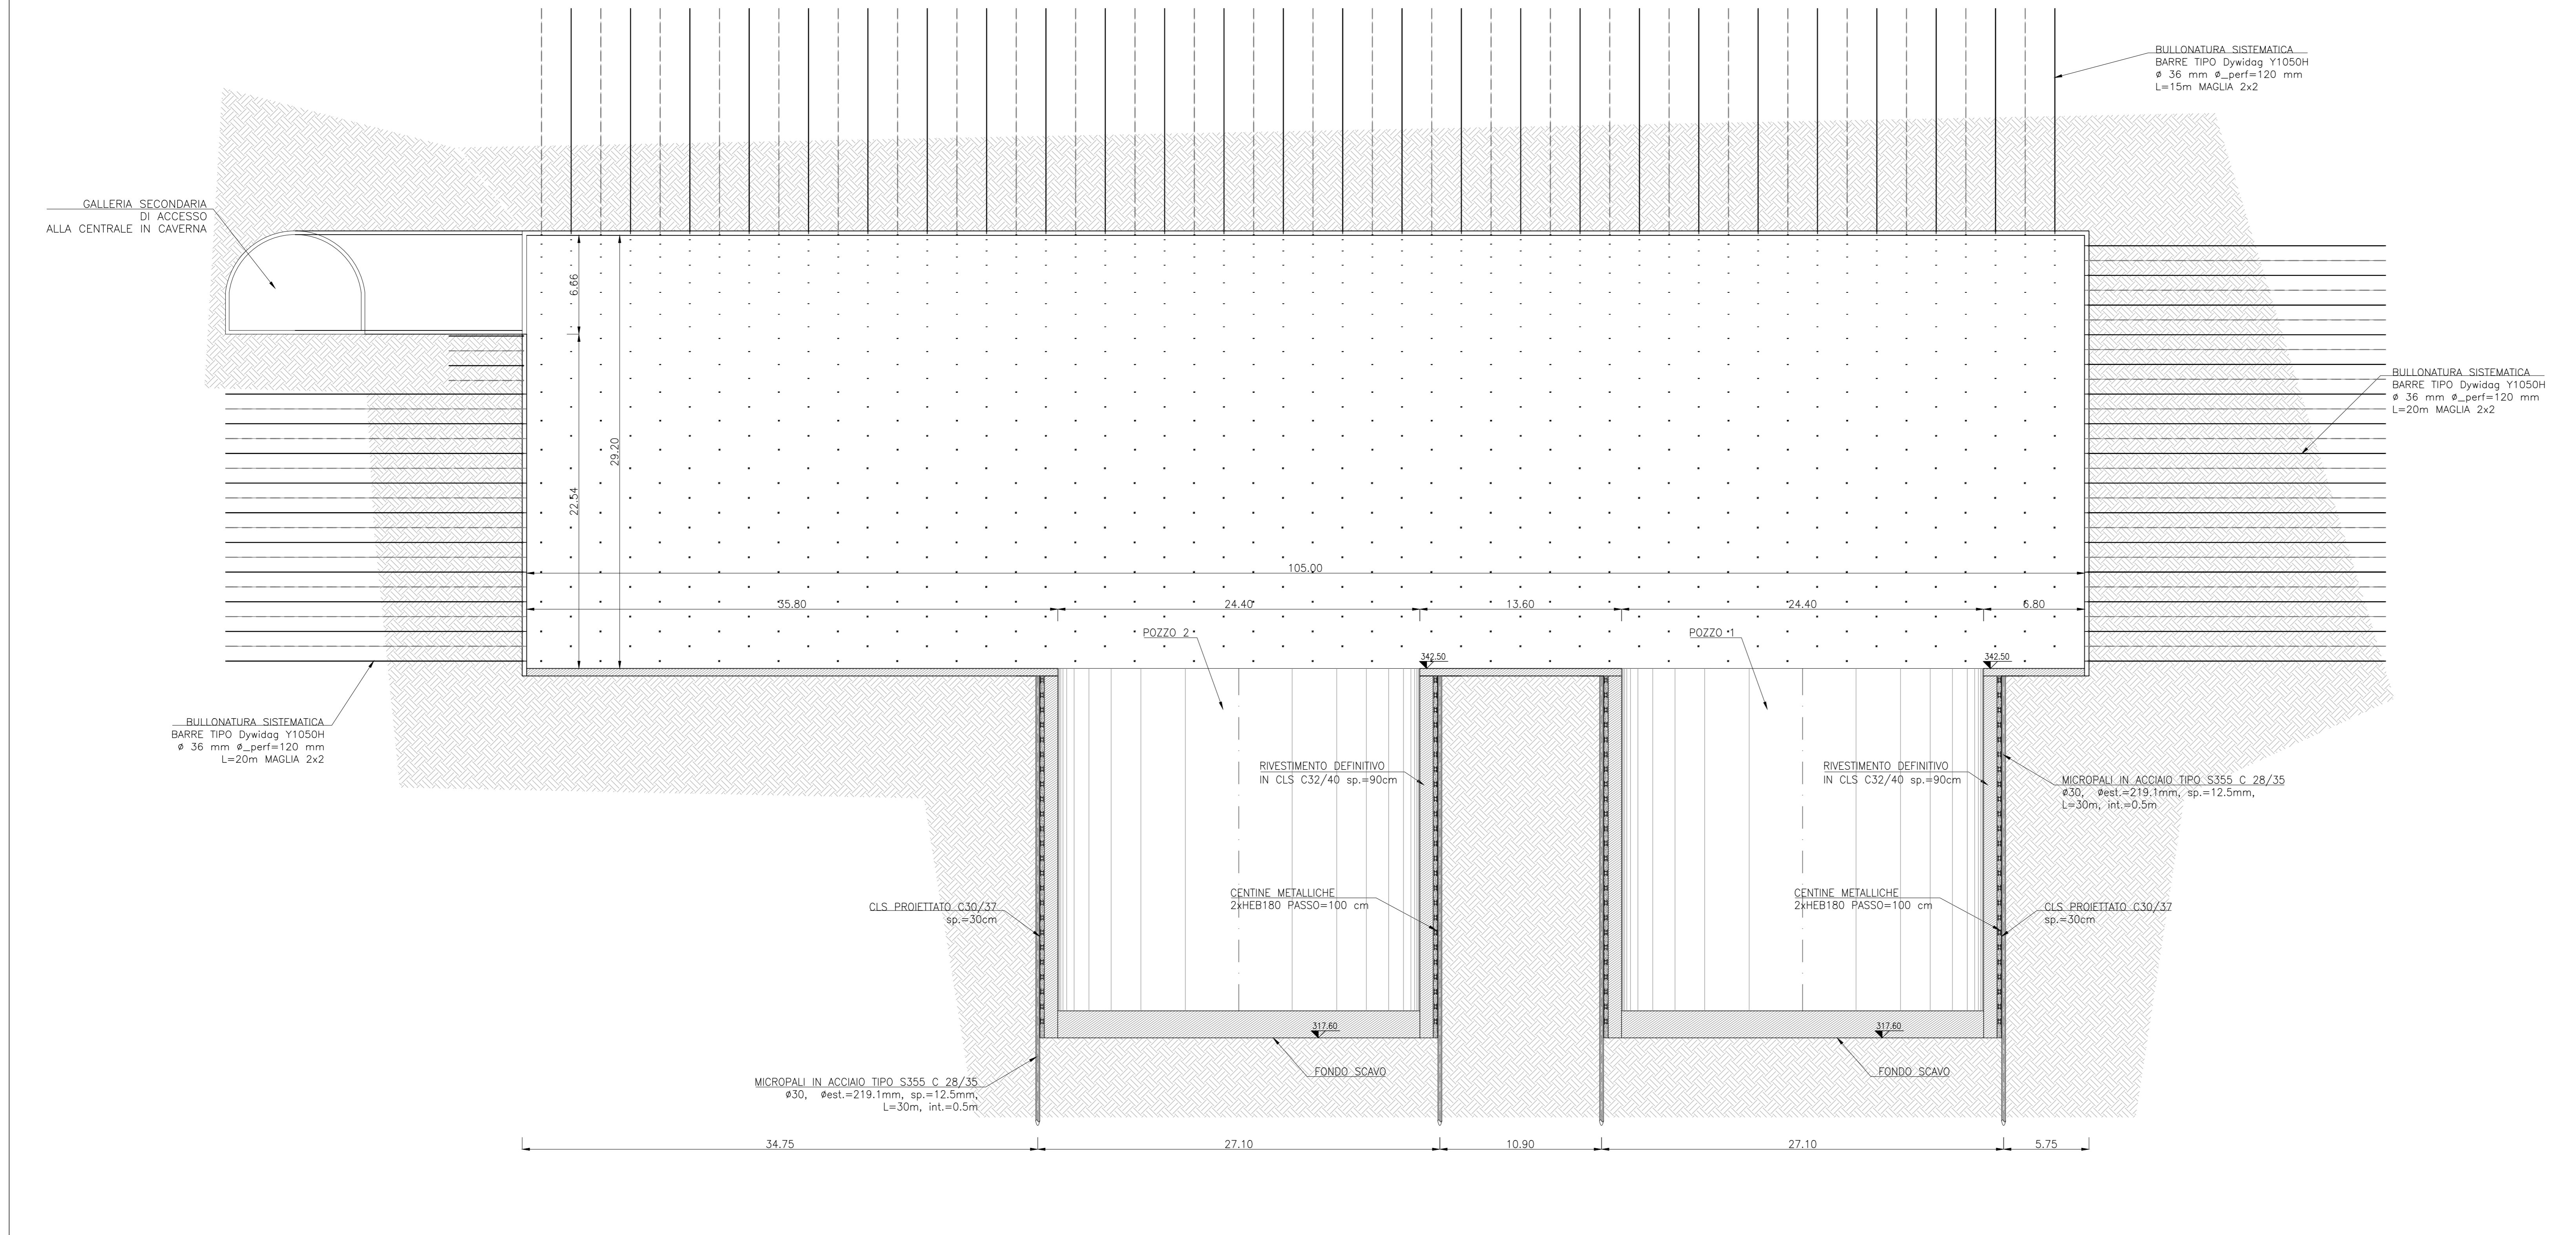 BULLONATURA SISTEMATICA
BARRE TIPO Dywidag Y1050H
ø 36 mm ø_perf=120 mm
L=15m MAGLIA 2x2
GALLERIA SECONDARIA
DI ACCESSO
ALLA CENTRALE IN CAVERNA
6.66
29.20
22.54
BULLONATURA SISTEMATICA
BARRE TIPO Dywidag Y1050H
ø 36 mm ø_perf=120 mm
L=20m MAGLIA 2x2
105.00
35.80
24.40
13.60
24.40
6.80
POZZO 2
POZZO 1
342.50
342.50
BULLONATURA SISTEMATICA
BARRE TIPO Dywidag Y1050H
ø 36 mm ø_perf=120 mm
L=20m MAGLIA 2x2
RIVESTIMENTO DEFINITIVO
IN CLS C32/40 sp.=90cm
RIVESTIMENTO DEFINITIVO
IN CLS C32/40 sp.=90cm
MICROPALI IN ACCIAIO TIPO S355 C 28/35
ø30, øest.=219.1mm, sp.=12.5mm,
L=30m, int.=0.5m
CLS PROIETTATO C30/37
sp.=30cm
CENTINE METALLICHE
2xHEB180 PASSO=100 cm
CENTINE METALLICHE
2xHEB180 PASSO=100 cm
CLS PROIETTATO C30/37
sp.=30cm
317.60
317.60
FONDO SCAVO
FONDO SCAVO
MICROPALI IN ACCIAIO TIPO S355 C 28/35
ø30, øest.=219.1mm, sp.=12.5mm,
L=30m, int.=0.5m
34.75
27.10
10.90
27.10
5.75